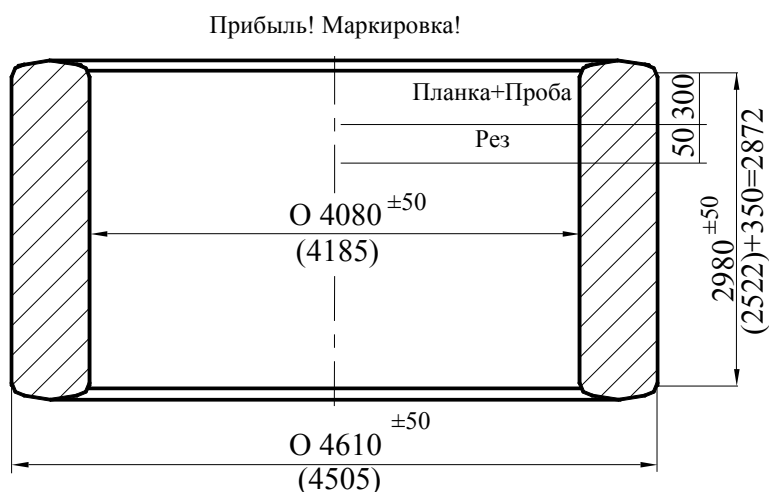 Прибыль! Маркировка!
Планка+Проба
300
Рез
50
О 4080 ±50
(4185)
2980 ±50
(2522)+350=2872
О 4610 ±50
(4505)